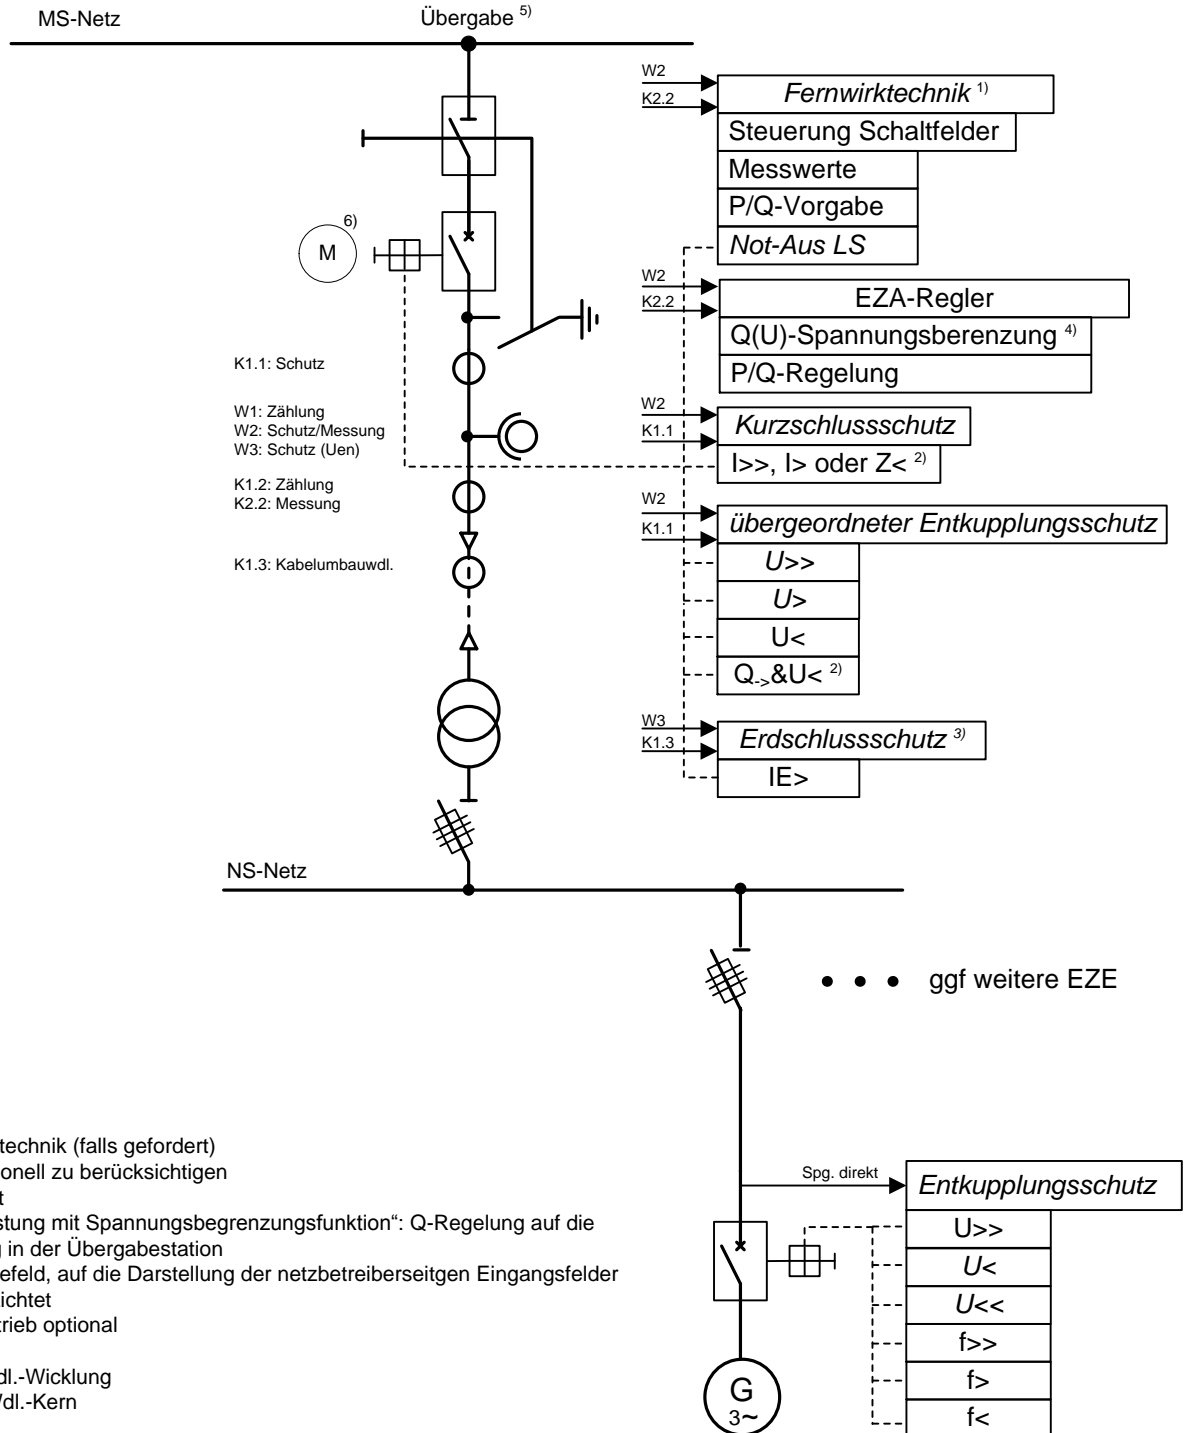 MS-Netz
Übergabe 5)
W2
K2.2
Fernwirktechnik 1)
Steuerung Schaltfelder
Messwerte
P/Q-Vorgabe
Not-Aus LS
6)
M
W2
K2.2
EZA-Regler
Q(U)-Spannungsberenzung 4)
P/Q-Regelung
K1.1: Schutz
W1: Zählung
W2: Schutz/Messung
W3: Schutz (Uen)
K1.2: Zählung
K2.2: Messung
K1.3: Kabelumbauwdl.
W2
K1.1
Kurzschlussschutz
I>>, I> oder Z< 2)
W2
K1.1
übergeordneter Entkupplungsschutz
U>>
U>
U<
Q->&U< 2)
W3
K1.3
Erdschlussschutz 3)
IE>
NS-Netz
ggf weitere EZE
Spg. direkt
Entkupplungsschutz
U>>
U<
U<<
f>>
f>
f<
G
3~
technik (falls gefordert)
onell zu berücksichtigen
t
stung mit Spannungsbegrenzungsfunktion“: Q-Regelung auf die
g in der Übergabestation
efeld, auf die Darstellung der netzbetreiberseitgen Eingangsfelder
ichtet
trieb optional
dl.-Wicklung
Wdl.-Kern